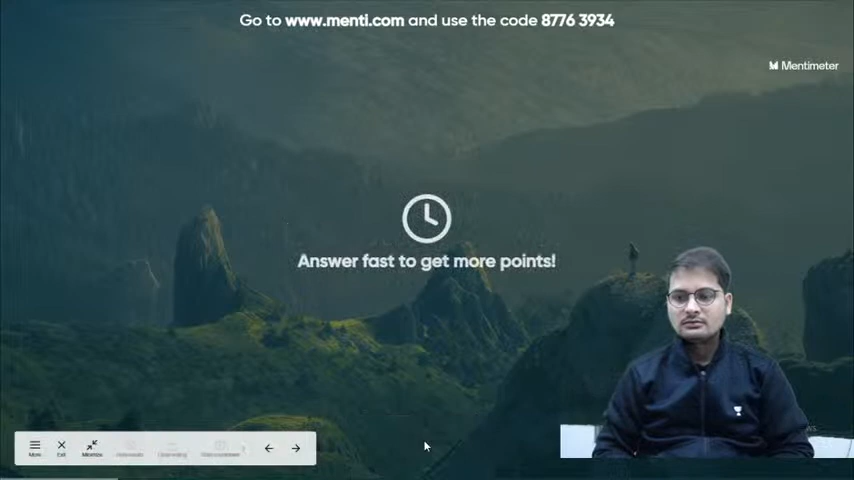 Go to www.menti.com and use the code 8776 3934
Mentimeter
Answer fast to get more points!
More
Exit
Minimize